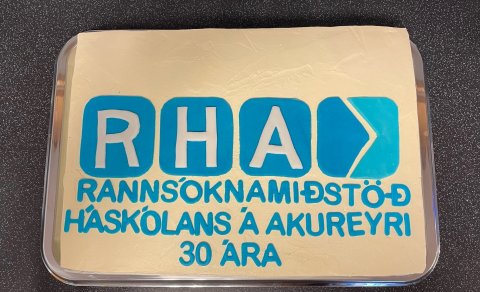 RHA
RANNSÓKNAMIÐSTÖÐ
HÁSKÓLANS Á AKUREYRI
30 ÁRA